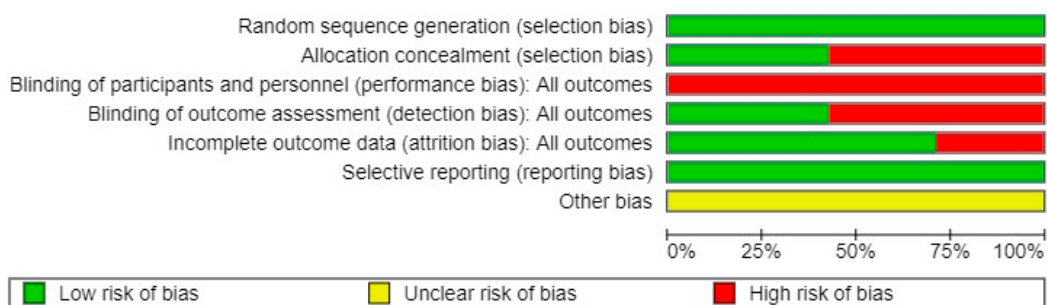 Random sequence generation (selection bias)
Allocation concealment (selection bias)
Blinding of participants and personnel (performance bias): All outcomes
Blinding of outcome assessment (detection bias): All outcomes
Incomplete outcome data (attrition bias): All outcomes
Selective reporting (reporting bias)
Other bias
0% 25% 50% 75% 100%
Low risk of bias Unclear risk of bias High risk of bias